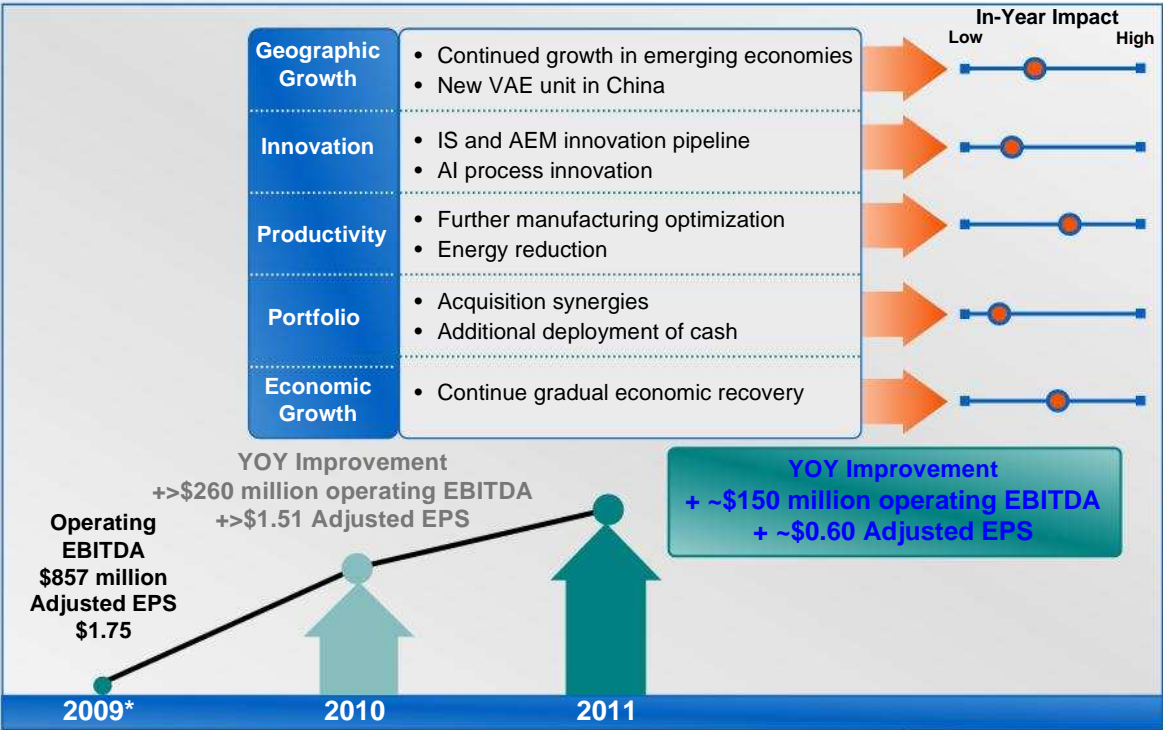 In-Year Impact
Low
High
Geographic
Growth
• Continued growth in emerging economies
• New VAE unit in China
Innovation
• IS and AEM innovation pipeline
• AI process innovation
Productivity
• Further manufacturing optimization
• Energy reduction
Portfolio
• Acquisition synergies
• Additional deployment of cash
Economic
Growth
• Continue gradual economic recovery
YOY Improvement
+>$260 million operating EBITDA
+>$1.51 Adjusted EPS
YOY Improvement
+ ~$150 million operating EBITDA
+ ~$0.60 Adjusted EPS
Operating
EBITDA
$857 million
Adjusted EPS
$1.75
2009*
2010
2011